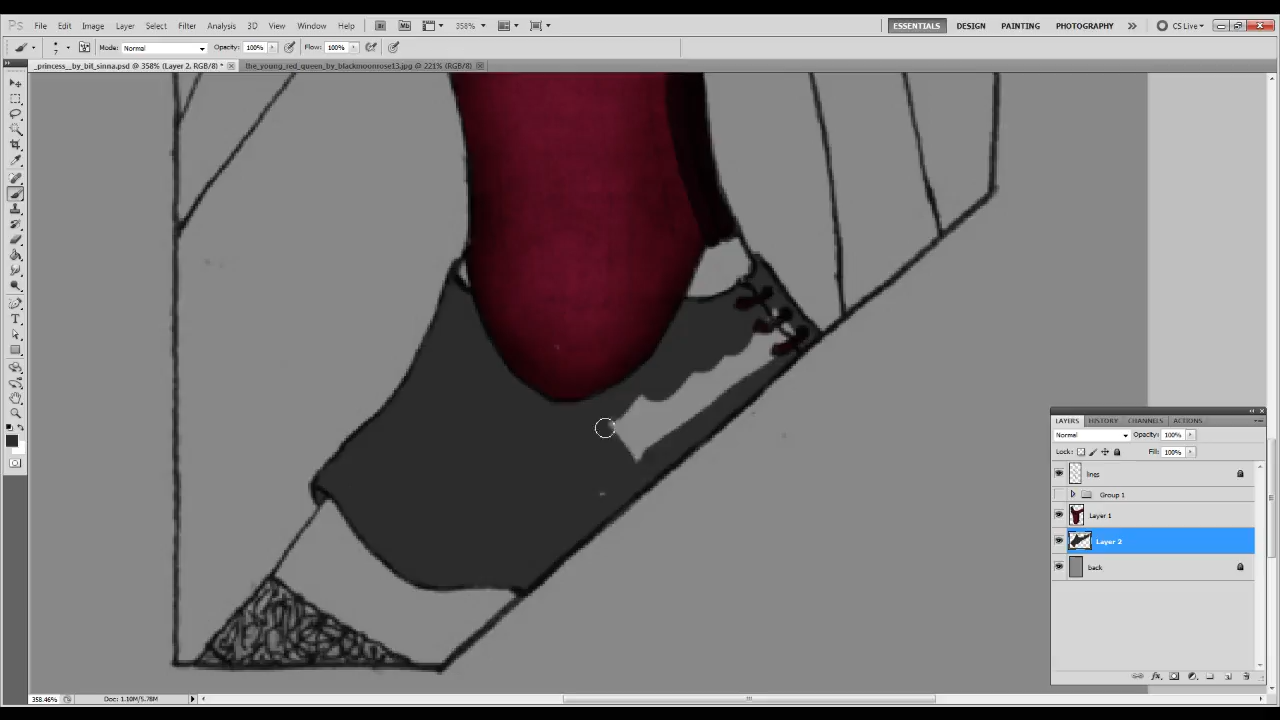 Ps File Edit Image Layer Select Filter Analysis 3D View Window Help Br Mb 358% ESSENTIALS DESIGN PAINTING PHOTOGRAPHY CS Live
7 Mode: Normal Opacity: 100% Flow: 100%
_princess__by_bit_sinna.psd @ 358% (Layer 2, RGB/8) * the_young_red_queen_by_blackmoonrose13.jpg @ 221% (RGB/8)
LAYERS HISTORY CHANNELS ACTIONS
Normal Opacity: 100%
Lock: Fill: 100%
lines
Group 1
Layer 1
Layer 2
back
358.46% Doc: 1.10M/5.78M